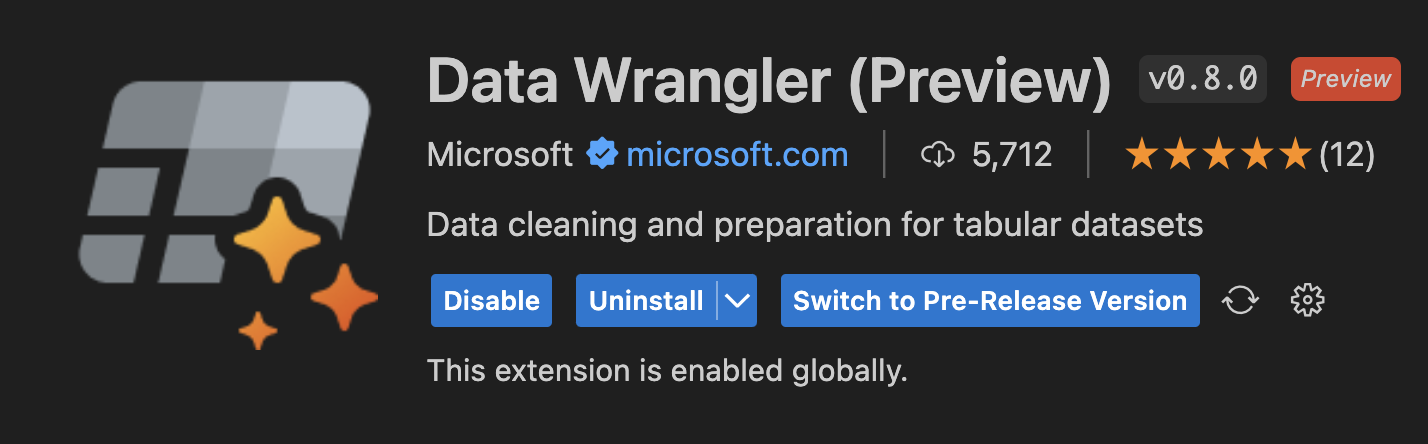 Data Wrangler (Preview) v0.8.0 Preview
Microsoft microsoft.com 5,712 (12)
Data cleaning and preparation for tabular datasets
Disable Uninstall Switch to Pre-Release Version
This extension is enabled globally.